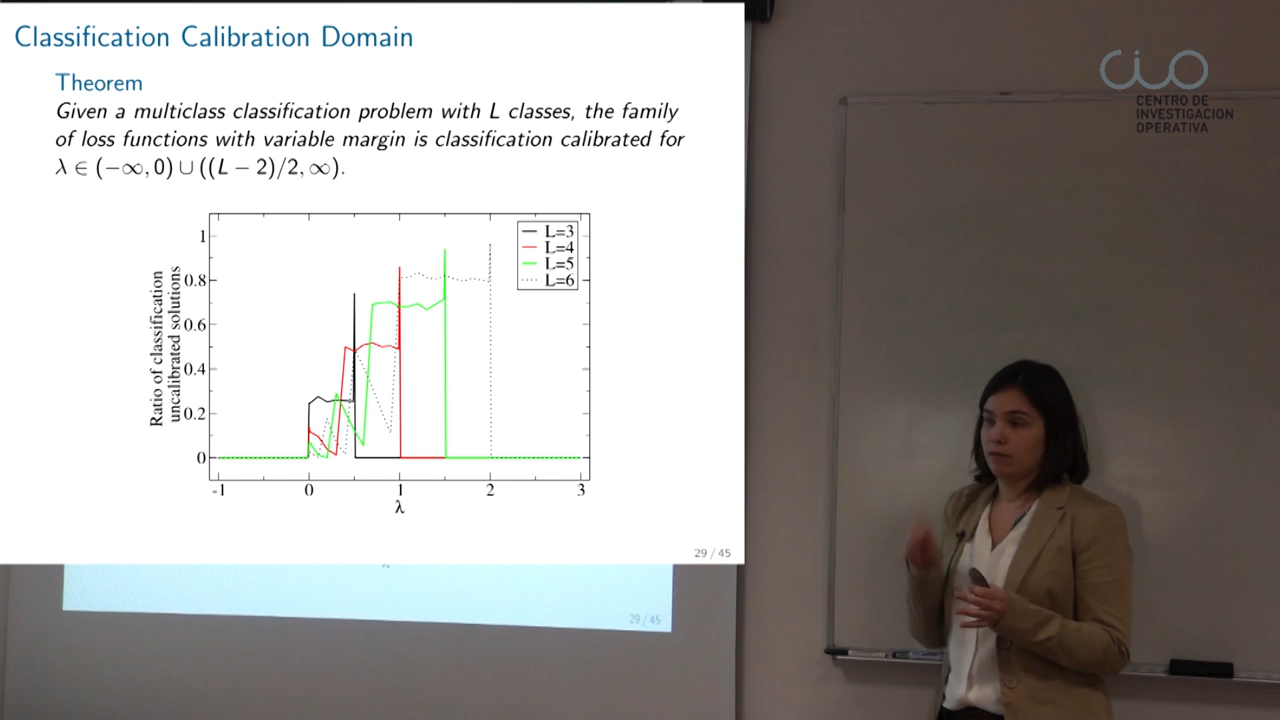 Classification Calibration Domain
Theorem
Given a multiclass classification problem with L classes, the family
of loss functions with variable margin is classification calibrated for
λ ∈ (−∞, 0) ∪ ((L − 2)/2, ∞).
Ratio of classification
uncalibrated solutions
1
0.8
0.6
0.4
0.2
0
-1 0 1 2 3
λ
L=3
L=4
L=5
L=6
29 / 45
λ
29 / 45
CIO
CENTRO DE
INVESTIGACION
OPERATIVA